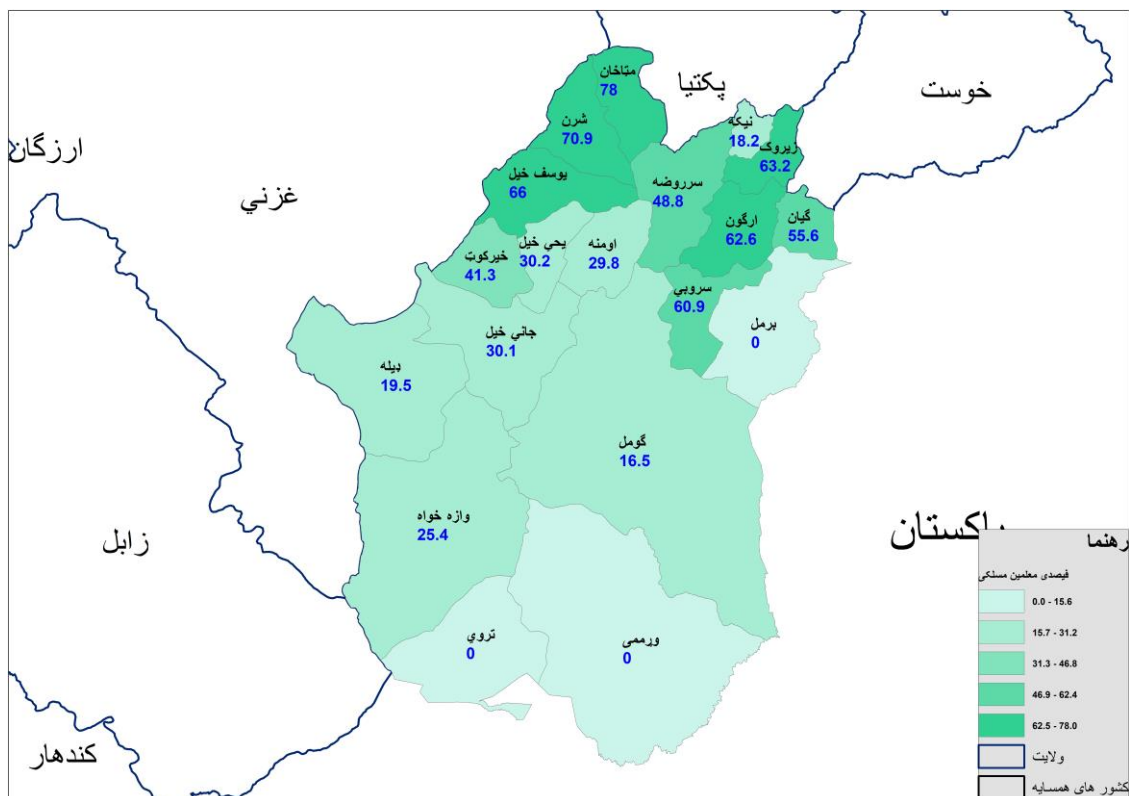 پکتیا
خوست
ارزگان
غزني
زابل
کندهار
پاکستان
مټاخان
78
شرن
70.9
نیکه
18.2
زیروک
63.2
یوسف خیل
66
سرروضه
48.8
ارگون
62.6
گیان
55.6
اومنه
29.8
یحي خیل
30.2
خیرکوټ
41.3
سروبي
60.9
برمل
0
جاني خیل
30.1
ډیله
19.5
گومل
16.5
وازه خواه
25.4
تروي
0
ورممی
0
رهنما
فیصدی معلمین مسلکی
0.0 - 15.6
15.7 - 31.2
31.3 - 46.8
46.9 - 62.4
62.5 - 78.0
ولایت
کشور های همسایه